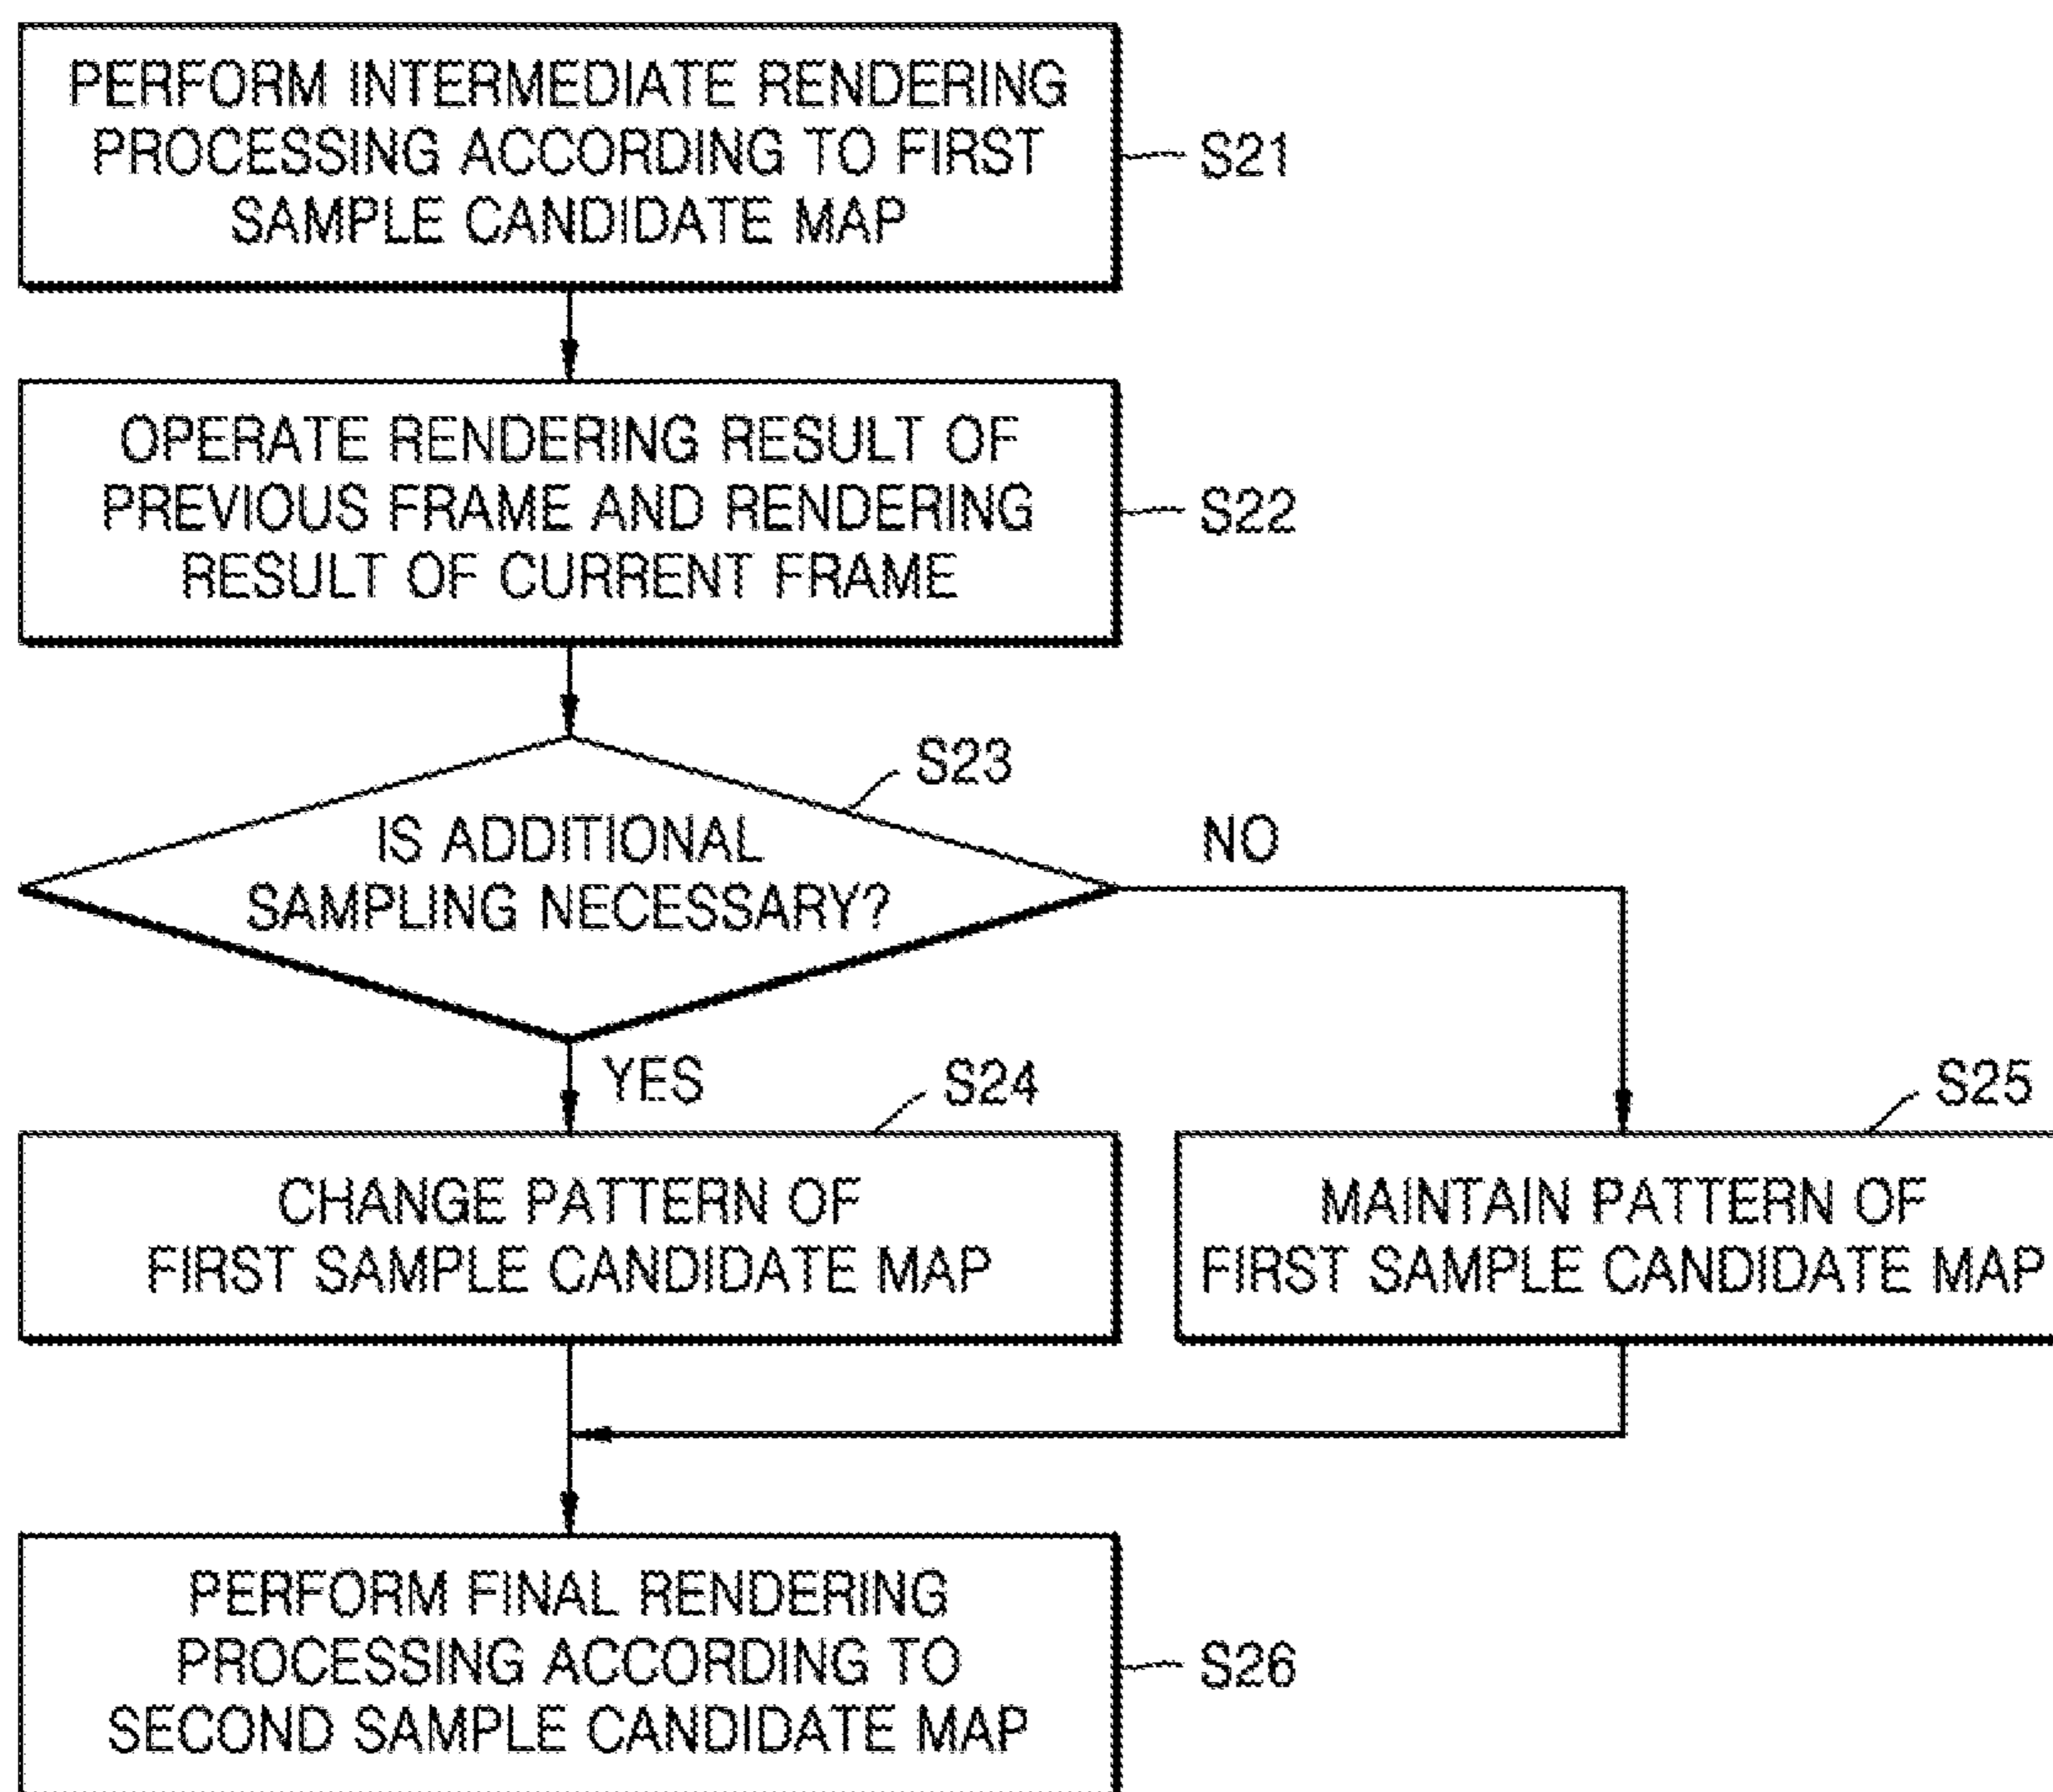 PERFORM INTERMEDIATE RENDERING
PROCESSING ACCORDING TO FIRST
SAMPLE CANDIDATE MAP
S21
OPERATE RENDERING RESULT OF
PREVIOUS FRAME AND RENDERING
RESULT OF CURRENT FRAME
S22
S23
IS ADDITIONAL
SAMPLING NECESSARY?
NO
YES
S24
CHANGE PATTERN OF
FIRST SAMPLE CANDIDATE MAP
S25
MAINTAIN PATTERN OF
FIRST SAMPLE CANDIDATE MAP
PERFORM FINAL RENDERING
PROCESSING ACCORDING TO
SECOND SAMPLE CANDIDATE MAP
S26